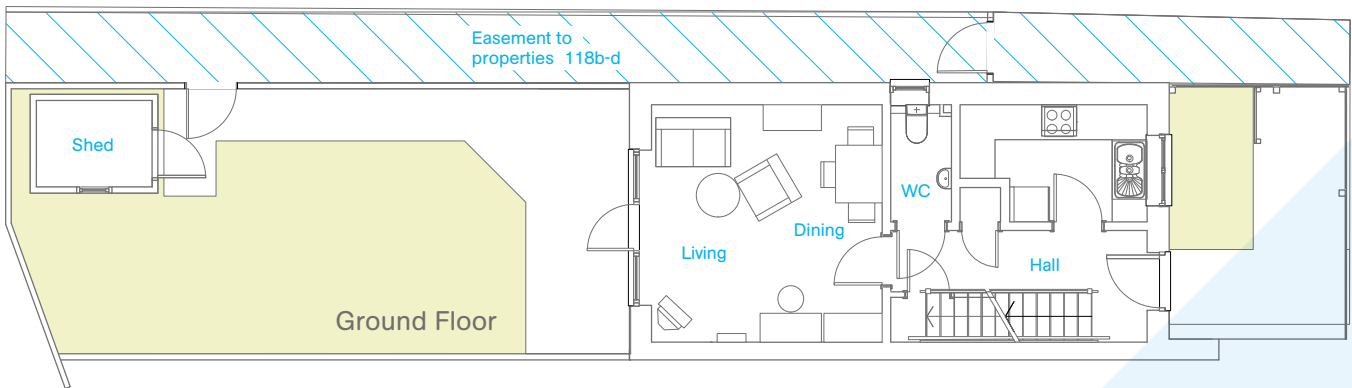 Easement to
properties 118b-d
Shed
WC
Dining
Living
Hall
Ground Floor